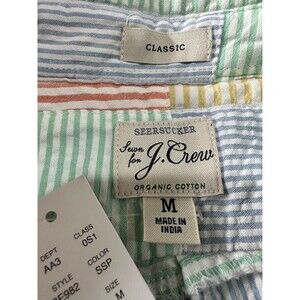 CLASSIC
SEERSUCKER
Sewn for J.Crew
ORGANIC COTTON
M
MADE IN
INDIA
DEPT
AA3
CLASS
0S1
STYLE
COLOR
SSP
SIZE
M